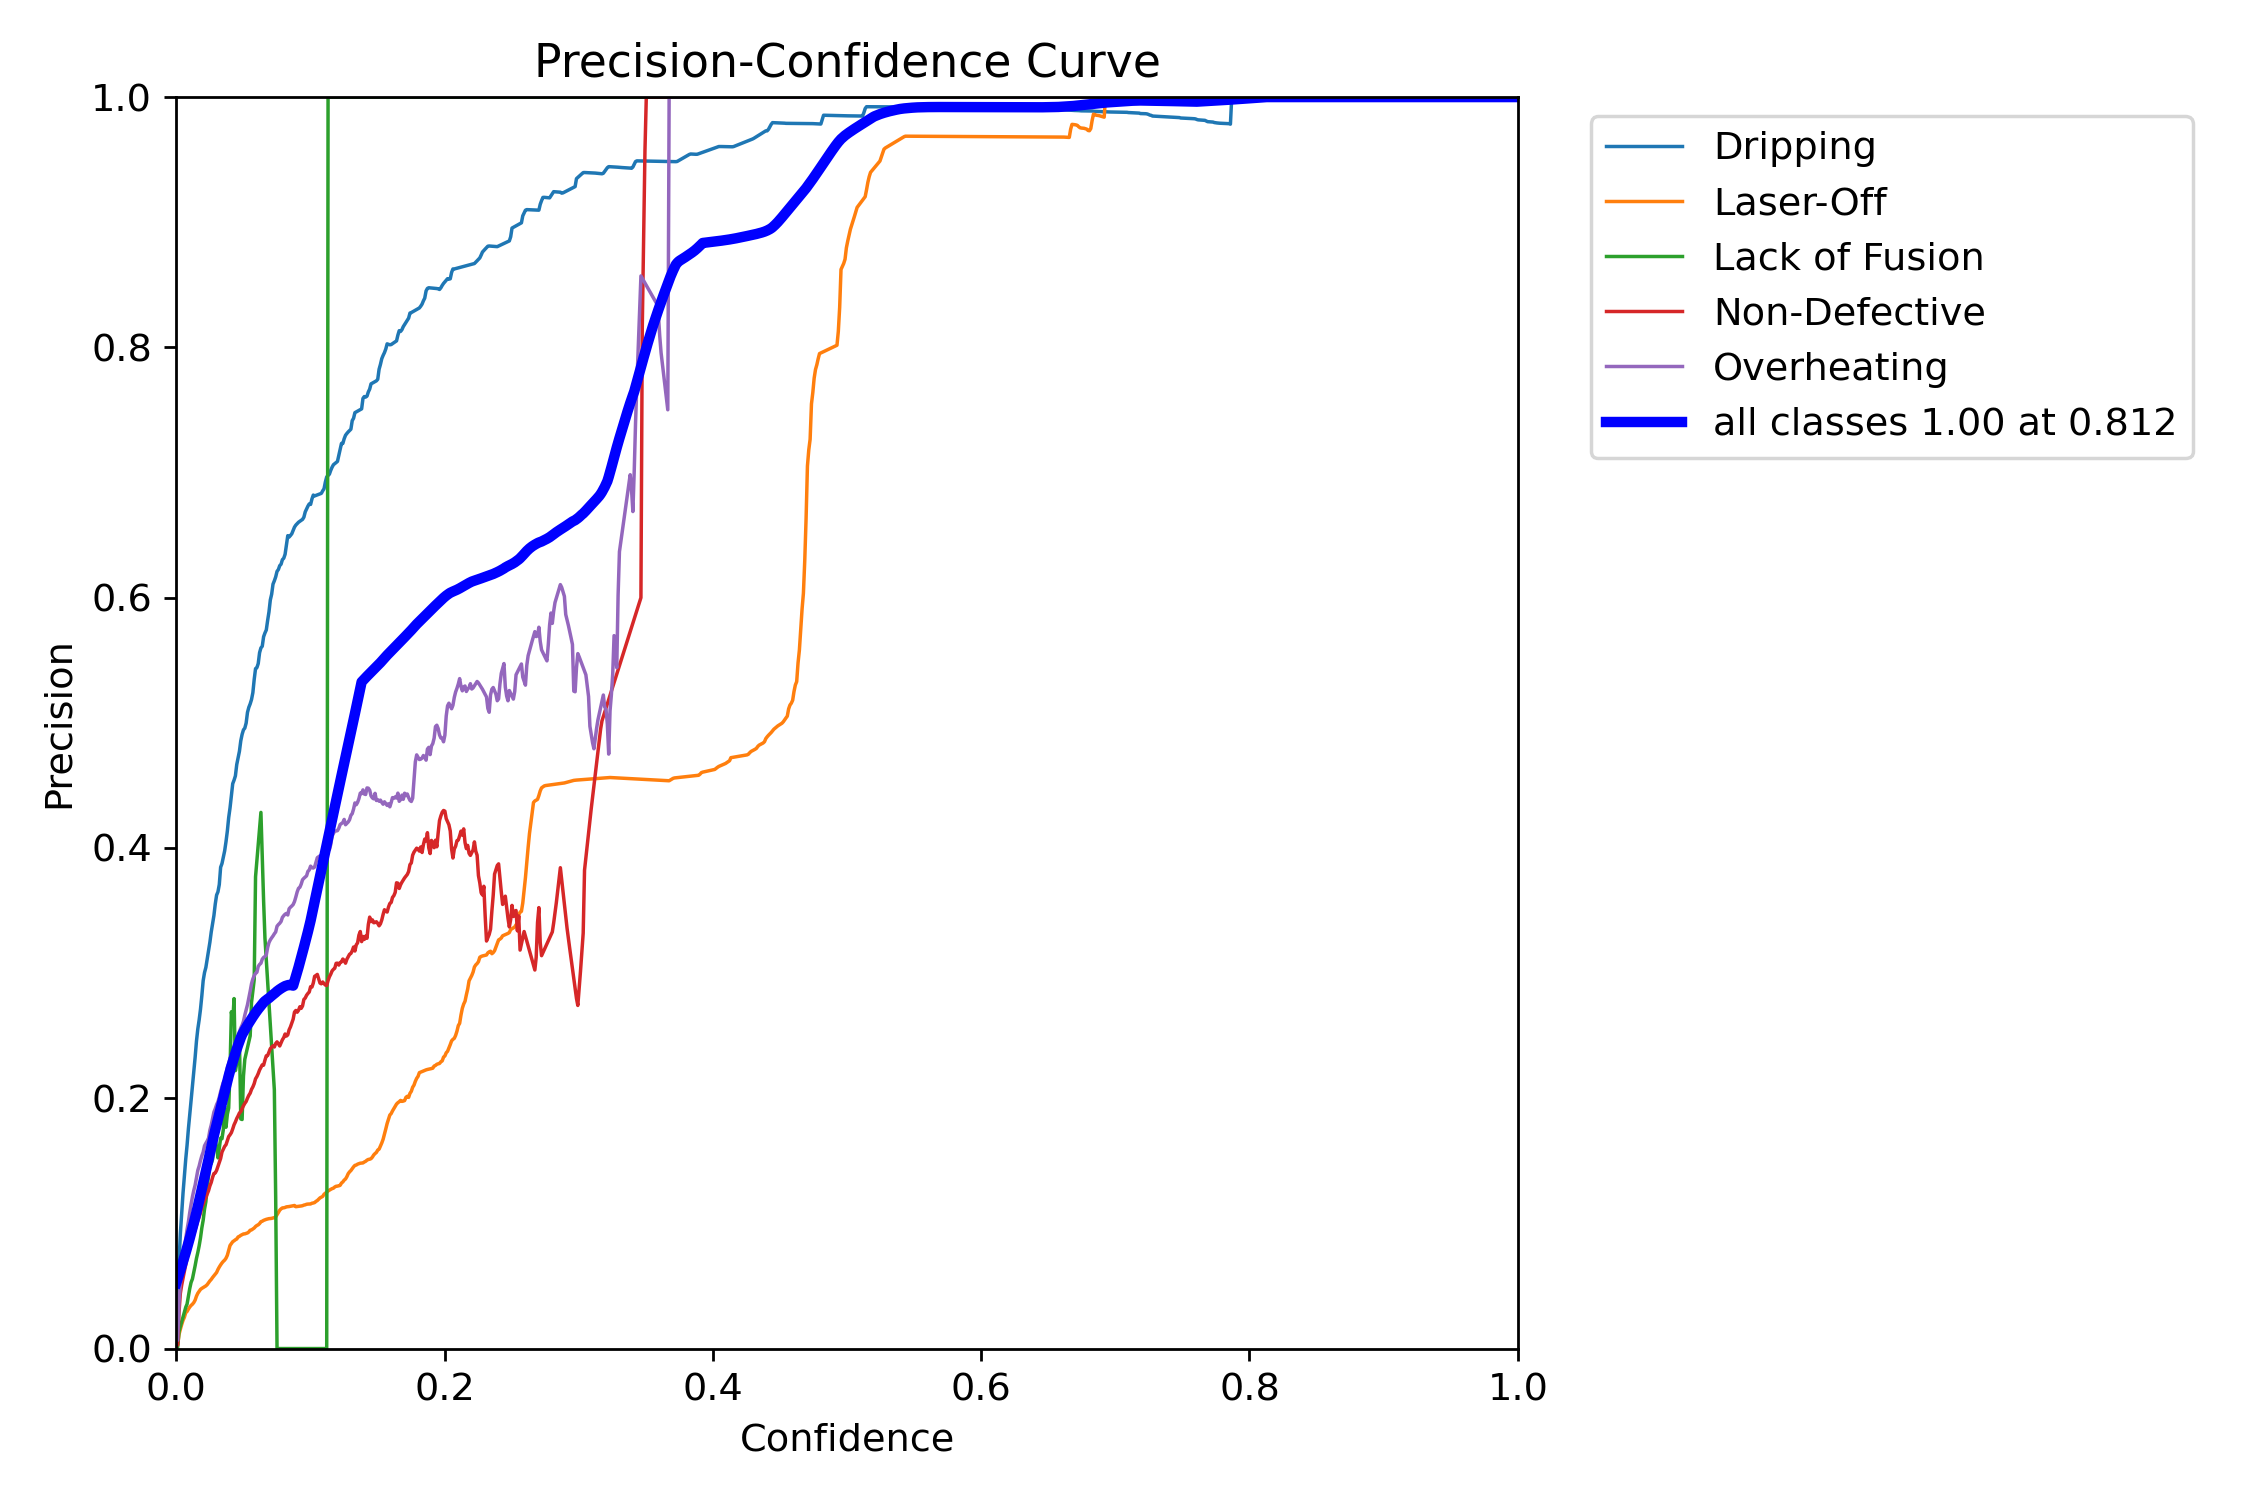 Precision-Confidence Curve
1.0
0.8
0.6
0.4
0.2
0.0
Precision
0.0 0.2 0.4 0.6 0.8 1.0
Confidence
Dripping
Laser-Off
Lack of Fusion
Non-Defective
Overheating
all classes 1.00 at 0.812